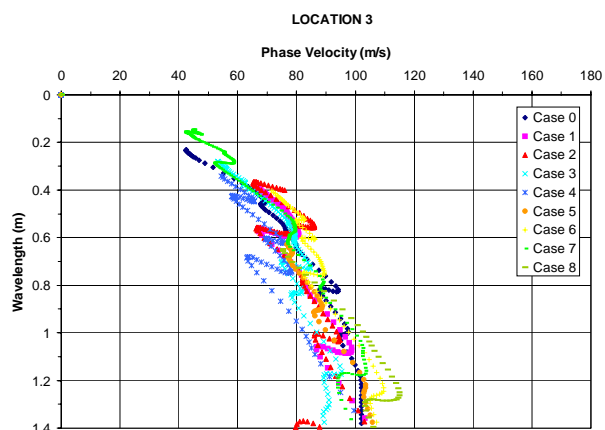 LOCATION 3
Phase Velocity (m/s)
0 20 40 60 80 100 120 140 160 180
0
0.2
0.4
0.6
0.8
1
1.2
1.4
Wavelength (m)
Case 0
Case 1
Case 2
Case 3
Case 4
Case 5
Case 6
Case 7
Case 8